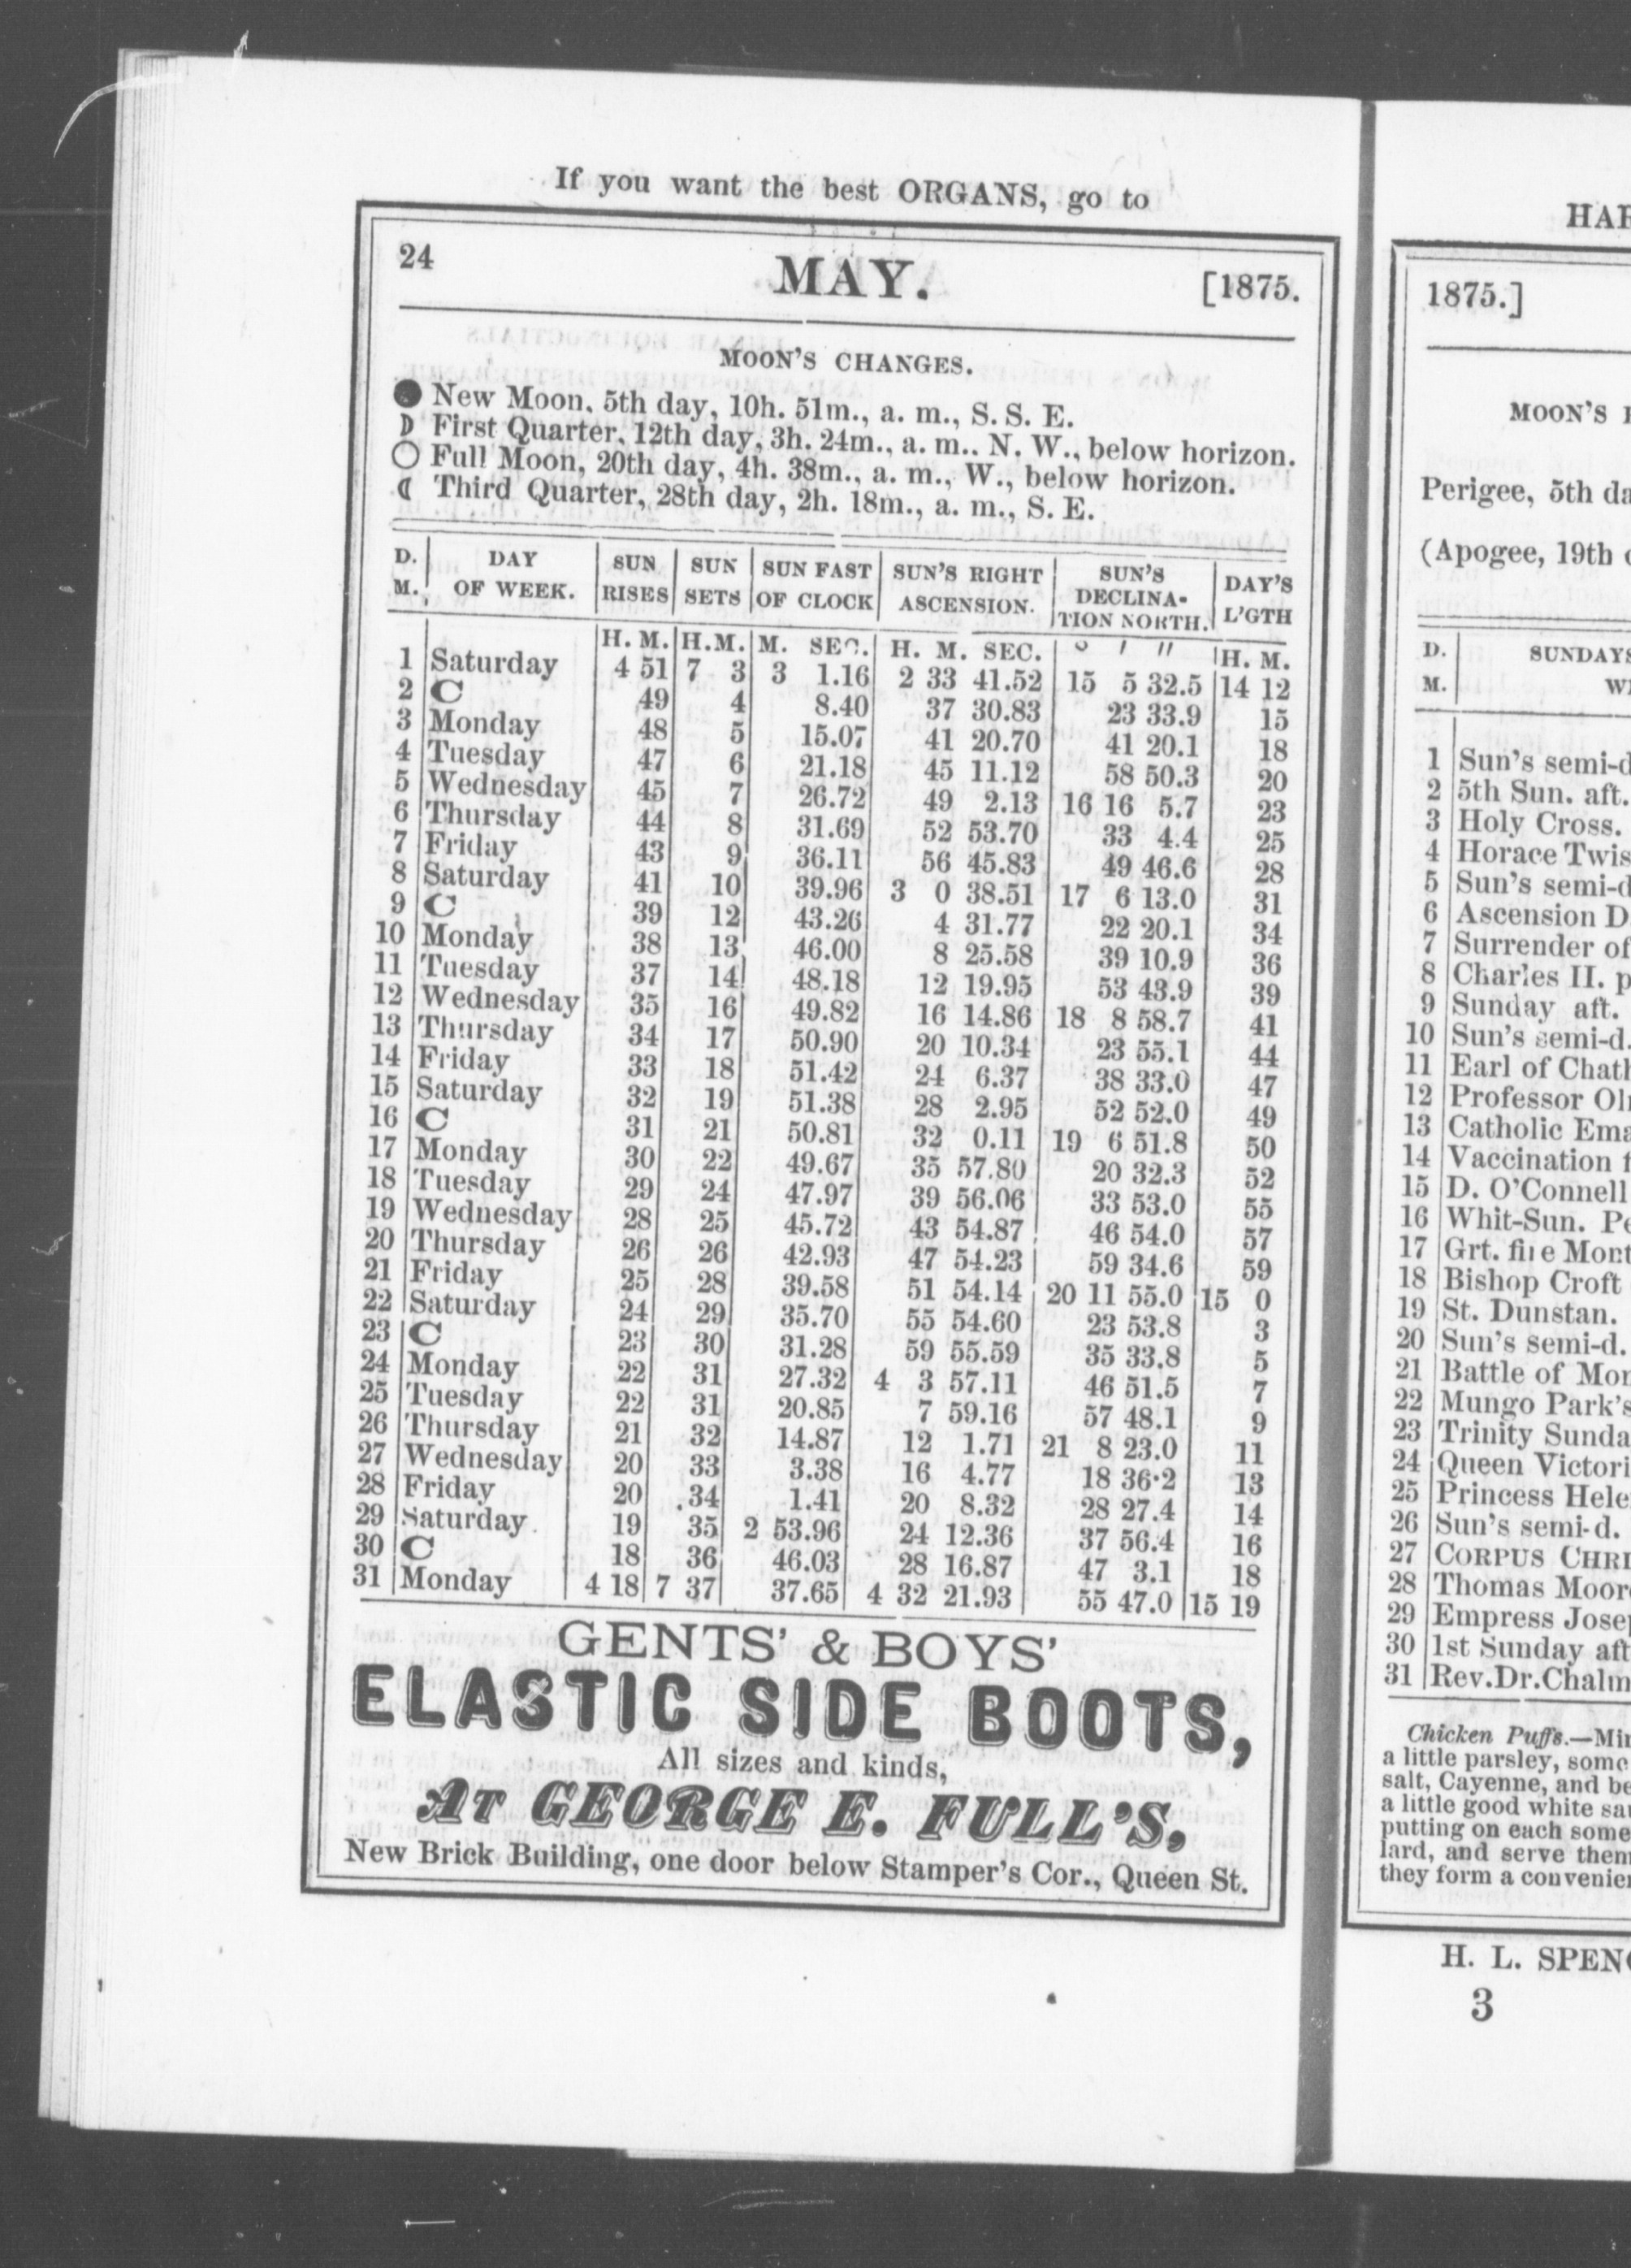 If you want the best ORGANS, go to
24 MAY. [1875.
MOON'S CHANGES.
New Moon, 5th day, 10h. 51m., a. m., S. S. E.
First Quarter, 12th day, 3h. 24m., a. m.. N. W., below horizon.
Full Moon, 20th day, 4h. 38m., a. m., W., below horizon.
Third Quarter, 28th day, 2h. 18m., a. m., S. E.
D. M. DAY OF WEEK. SUN RISES SUN SETS SUN FAST OF CLOCK SUN'S RIGHT ASCENSION. SUN'S DECLINA-TION NORTH. DAY'S L'GTH
H. M. H.M. M. SEC. H. M. SEC. ° ′ ″ H. M.
1 Saturday 4 51 7 3 3 1.16 2 33 41.52 15 5 32.5 14 12
2 C 49 4 8.40 37 30.83 23 33.9 15
3 Monday 48 5 15.07 41 20.70 41 20.1 18
4 Tuesday 47 6 21.18 45 11.12 58 50.3 20
5 Wednesday 45 7 26.72 49 2.13 16 16 5.7 23
6 Thursday 44 8 31.69 52 53.70 33 4.4 25
7 Friday 43 9 36.11 56 45.83 49 46.6 28
8 Saturday 41 10 39.96 3 0 38.51 17 6 13.0 31
9 C 39 12 43.26 4 31.77 22 20.1 34
10 Monday 38 13 46.00 8 25.58 39 10.9 36
11 Tuesday 37 14 48.18 12 19.95 53 43.9 39
12 Wednesday 35 16 49.82 16 14.86 18 8 58.7 41
13 Thursday 34 17 50.90 20 10.34 23 55.1 44
14 Friday 33 18 51.42 24 6.37 38 33.0 47
15 Saturday 32 19 51.38 28 2.95 52 52.0 49
16 C 31 21 50.81 32 0.11 19 6 51.8 50
17 Monday 30 22 49.67 35 57.80 20 32.3 52
18 Tuesday 29 24 47.97 39 56.06 33 53.0 55
19 Wednesday 28 25 45.72 43 54.87 46 54.0 57
20 Thursday 26 26 42.93 47 54.23 59 34.6 59
21 Friday 25 28 39.58 51 54.14 20 11 55.0 15 0
22 Saturday 24 29 35.70 55 54.60 23 53.8 3
23 C 23 30 31.28 59 55.59 35 33.8 5
24 Monday 22 31 27.32 4 3 57.11 46 51.5 7
25 Tuesday 22 31 20.85 7 59.16 57 48.1 9
26 Thursday 21 32 14.87 12 1.71 21 8 23.0 11
27 Wednesday 20 33 3.38 16 4.77 18 36·2 13
28 Friday 20 34 1.41 20 8.32 28 27.4 14
29 Saturday 19 35 2 53.96 24 12.36 37 56.4 16
30 C 18 36 46.03 28 16.87 47 3.1 18
31 Monday 4 18 7 37 37.65 4 32 21.93 55 47.0 15 19
GENTS' & BOYS'
ELASTIC SIDE BOOTS,
All sizes and kinds,
AT GEORGE E. FULL'S,
New Brick Building, one door below Stamper's Cor., Queen St.
1875.]
MOON'S
Perigee, 5th
(Apogee, 19th
D. M. SUNDAYS
1 Sun's semi-d
2 5th Sun. aft.
3 Holy Cross.
4 Horace
5 Sun's semi-d
6 Ascension
7 Surrender of
8 Charles II.
9 Sunday aft.
10 Sun's semi-d.
11 Earl of
12 Professor
13 Catholic
14 Vaccination
15 D. O'Connell
16 Whit-Sun.
17 Grt. fire
18 Bishop Croft
19 St. Dunstan.
20 Sun's semi-d.
21 Battle of
22 Mungo Park's
23 Trinity
24 Queen
25 Princess
26 Sun's semi-d.
27 CORPUS
28 Thomas
29 Empress
30 1st Sunday
31 Rev.Dr.
Chicken Puffs.—
a little parsley,
salt, Cayenne, and
a little good white
putting on each
lard, and serve
they form a
H. L.
3